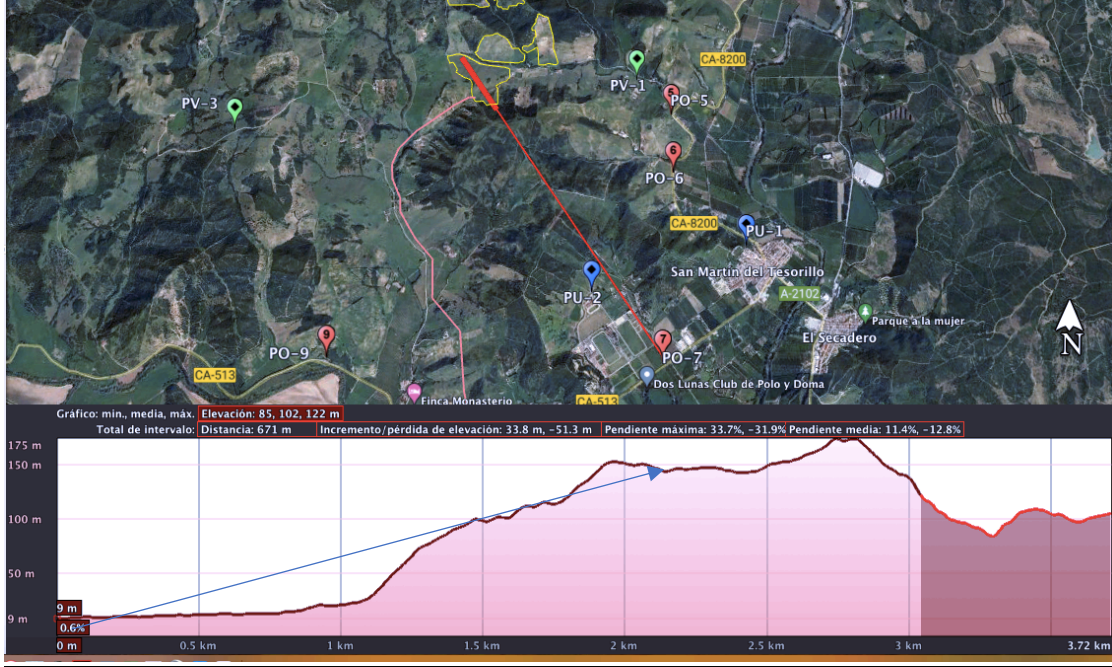 CA-8200
PV-1
5
PO-5
PV-3
6
PO-6
CA-8200
PU-1
San Martín del Tesorillo
PU-2
A-2102
Parque a la mujer
El Secadero
N
9
PO-9
7
PO-7
CA-513
Dos Lunas Club de Polo y Doma
Finca Monasterio
CA-513
Gráfico: min., media, máx. Elevación: 85, 102, 122 m
Total de intervalo: Distancia: 671 m Incremento/pérdida de elevación: 33.8 m, -51.3 m Pendiente máxima: 33.7%, -31.9% Pendiente media: 11.4%, -12.8%
175 m
150 m
100 m
50 m
9 m
9 m
0.6%
0 m 0.5 km 1 km 1.5 km 2 km 2.5 km 3 km 3.72 km